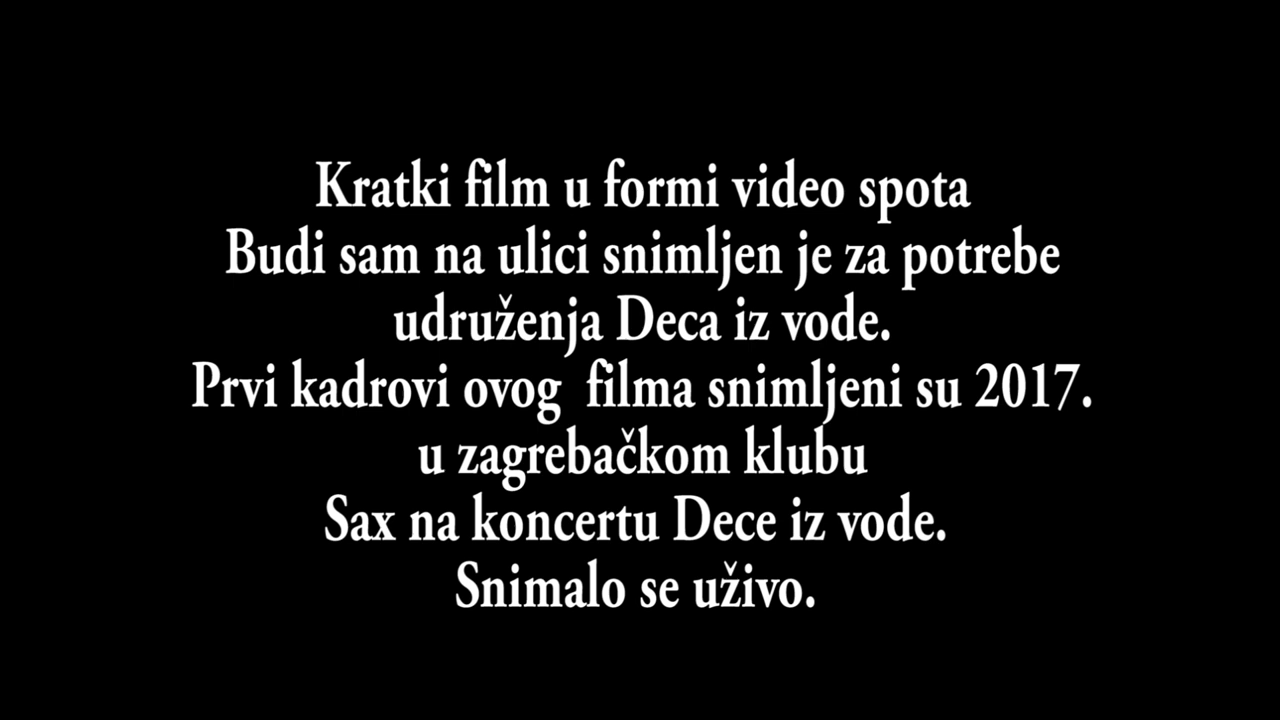 Kratki film u formi video spota
Budi sam na ulici snimljen je za potrebe
udruženja Deca iz vode.
Prvi kadrovi ovog  filma snimljeni su 2017.
u zagrebačkom klubu
Sax na koncertu Dece iz vode.
Snimalo se uživo.